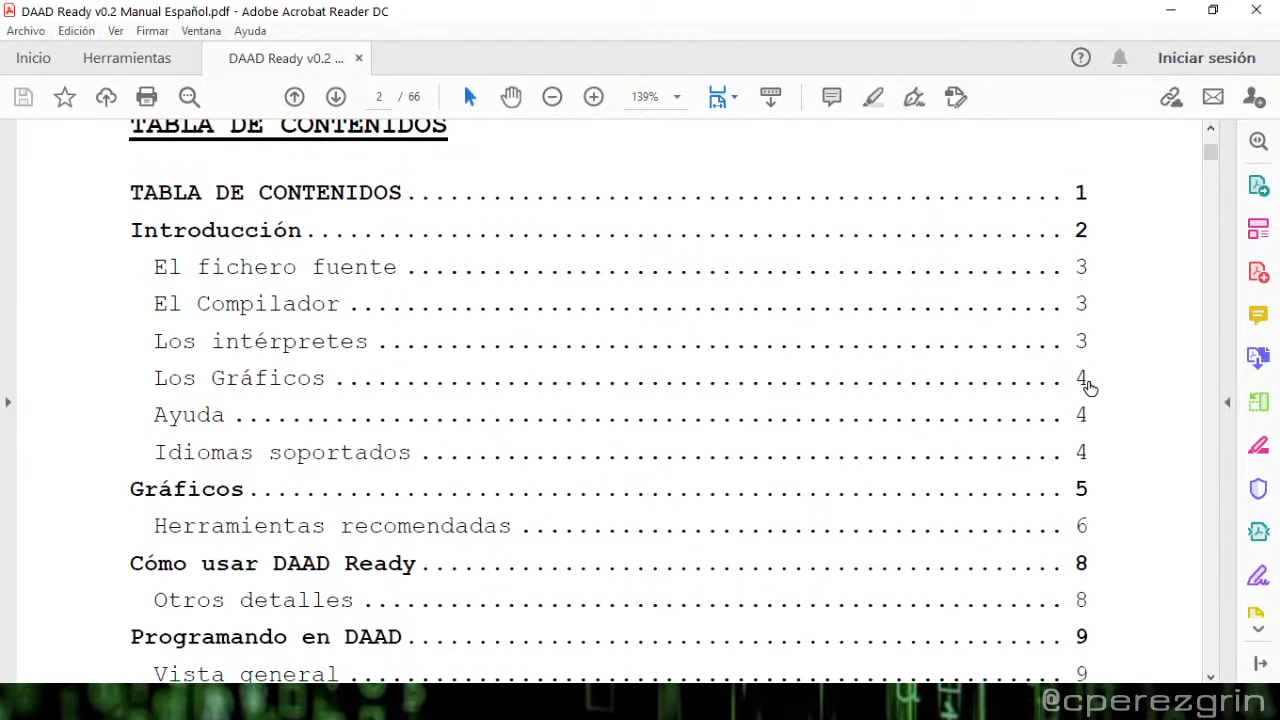 DAAD Ready v0.2 Manual Español.pdf - Adobe Acrobat Reader DC
Archivo Edición Ver Firmar Ventana Ayuda
Inicio Herramientas DAAD Ready v0.2 ... × Iniciar sesión
2 / 66 139%
TABLA DE CONTENIDOS
TABLA DE CONTENIDOS.............................................. 1
Introducción..................................................... 2
El fichero fuente .............................................. 3
El Compilador .................................................. 3
Los intérpretes ................................................ 3
Los Gráficos ................................................... 4
Ayuda .......................................................... 4
Idiomas soportados ............................................. 4
Gráficos......................................................... 5
Herramientas recomendadas ...................................... 6
Cómo usar DAAD Ready............................................. 8
Otros detalles ................................................. 8
Programando en DAAD.............................................. 9
Vista general .................................................. 9
@cperezgrin